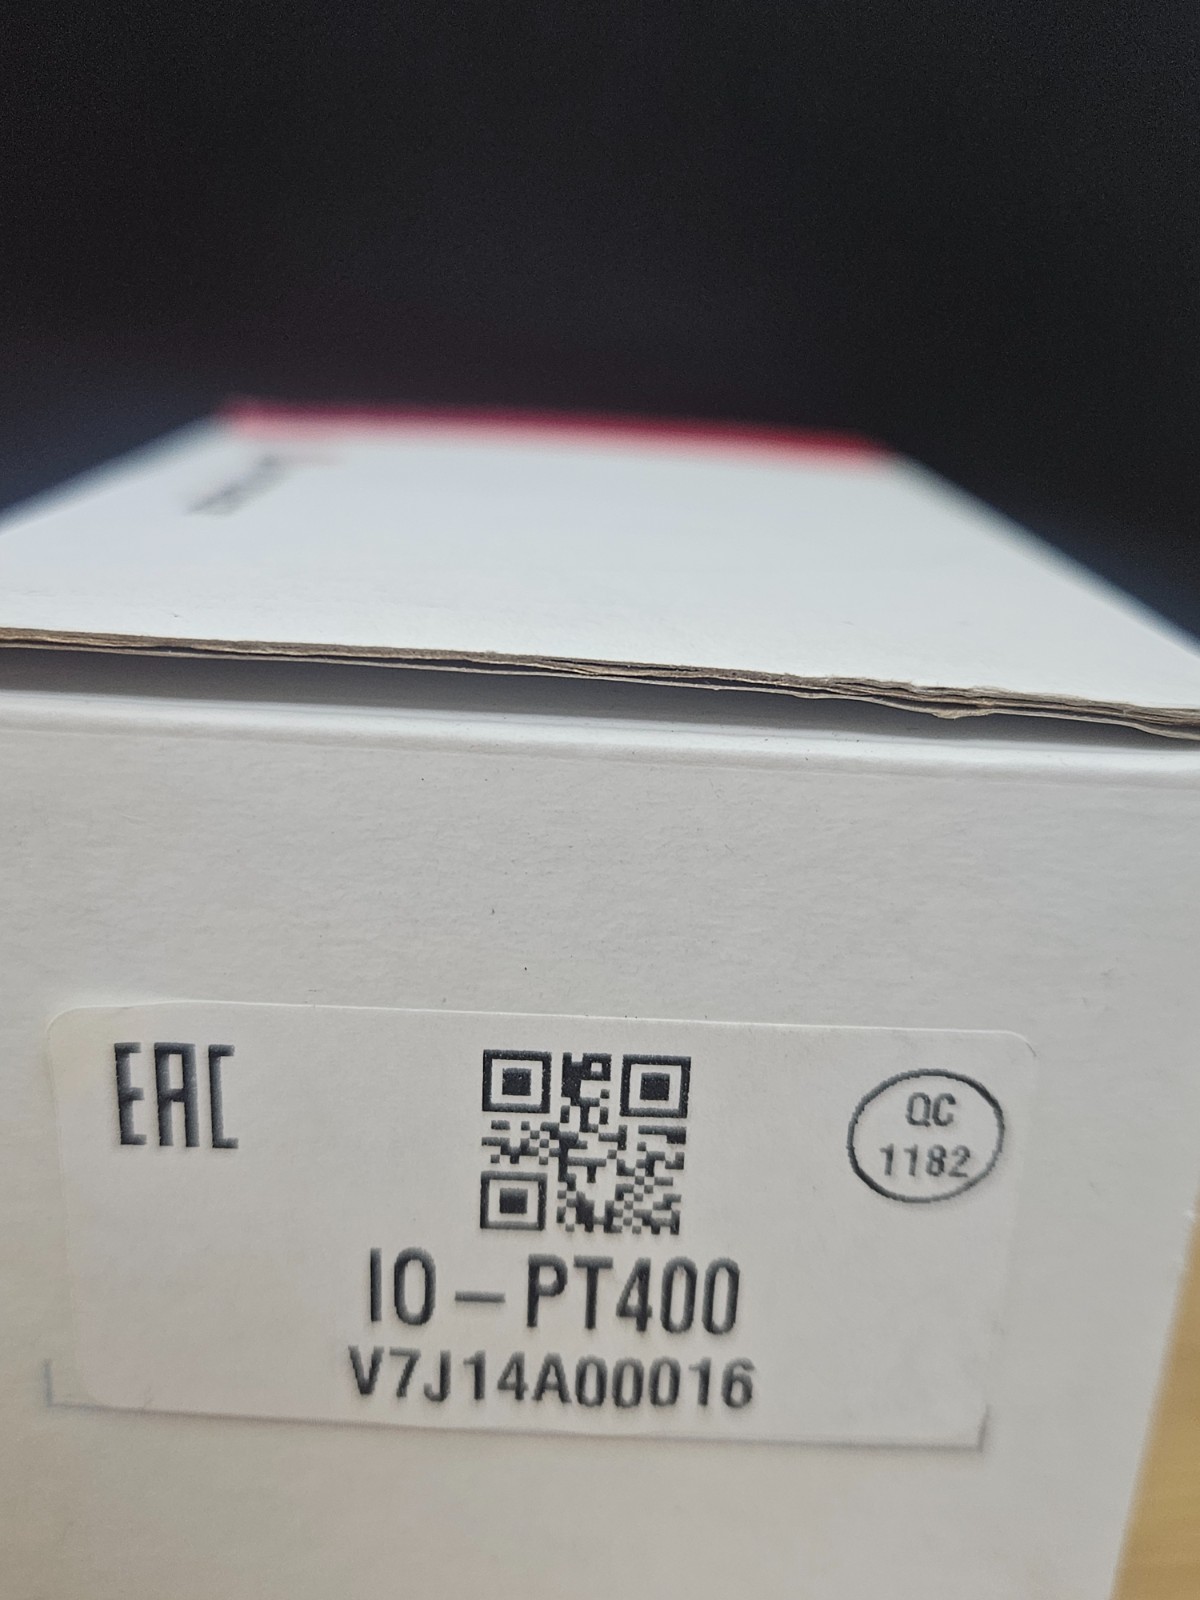 EAC
QC
1182
IO-PT400
V7J14A00016